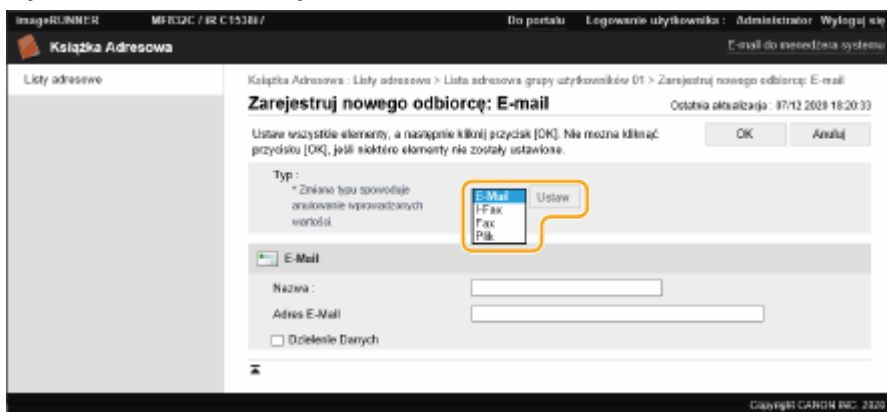 imageRUNNER MF832C / iR C1538I / Do portalu Logowanie użytkownika : Administrator Wyloguj się
Książka Adresowa E-mail do menedżera systemu
Listy adresowe
Książka Adresowa : Listy adresowe > Lista adresowa grupy użytkowników 01 > Zarejestruj nowego odbiorcę: E-mail
Zarejestruj nowego odbiorcę: E-mail Ostatnia aktualizacja : 07/12 2020 18:20:33
Ustaw wszystkie elementy, a następnie kliknij przycisk [OK]. Nie można kliknąć
przycisku [OK], jeśli niektóre elementy nie zostały ustawione.
OK Anuluj
Typ :
* Zmiana typu spowoduje
anulowanie wprowadzonych
wartości.
E-Mail
I-Fax
Fax
Plik
Ustaw
E-Mail
Nazwa :
Adres E-Mail
Dzielenie Danych
Copyright CANON INC. 2020